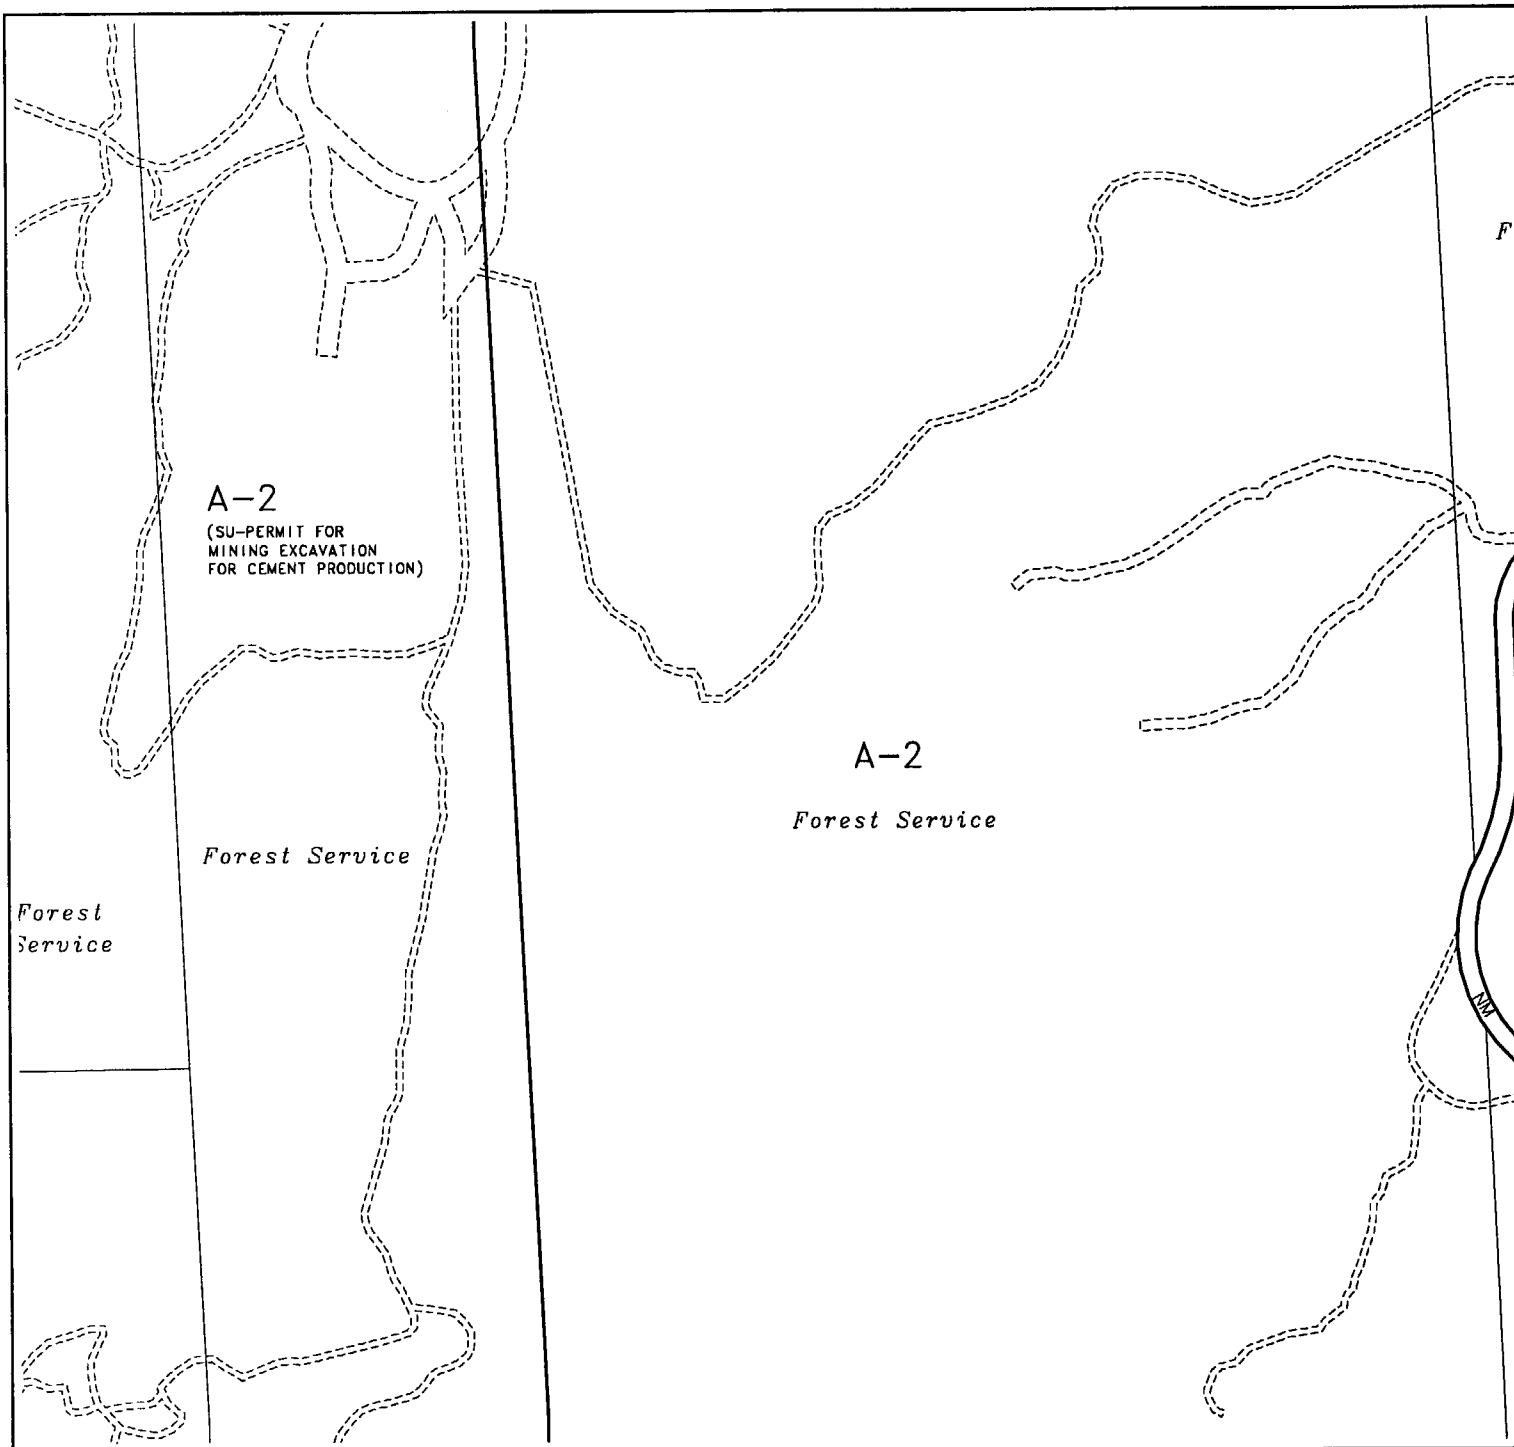 F
A-2
(SU-PERMIT FOR
MINING EXCAVATION
FOR CEMENT PRODUCTION)
A-2
Forest Service
Forest Service
Forest
Service
NM